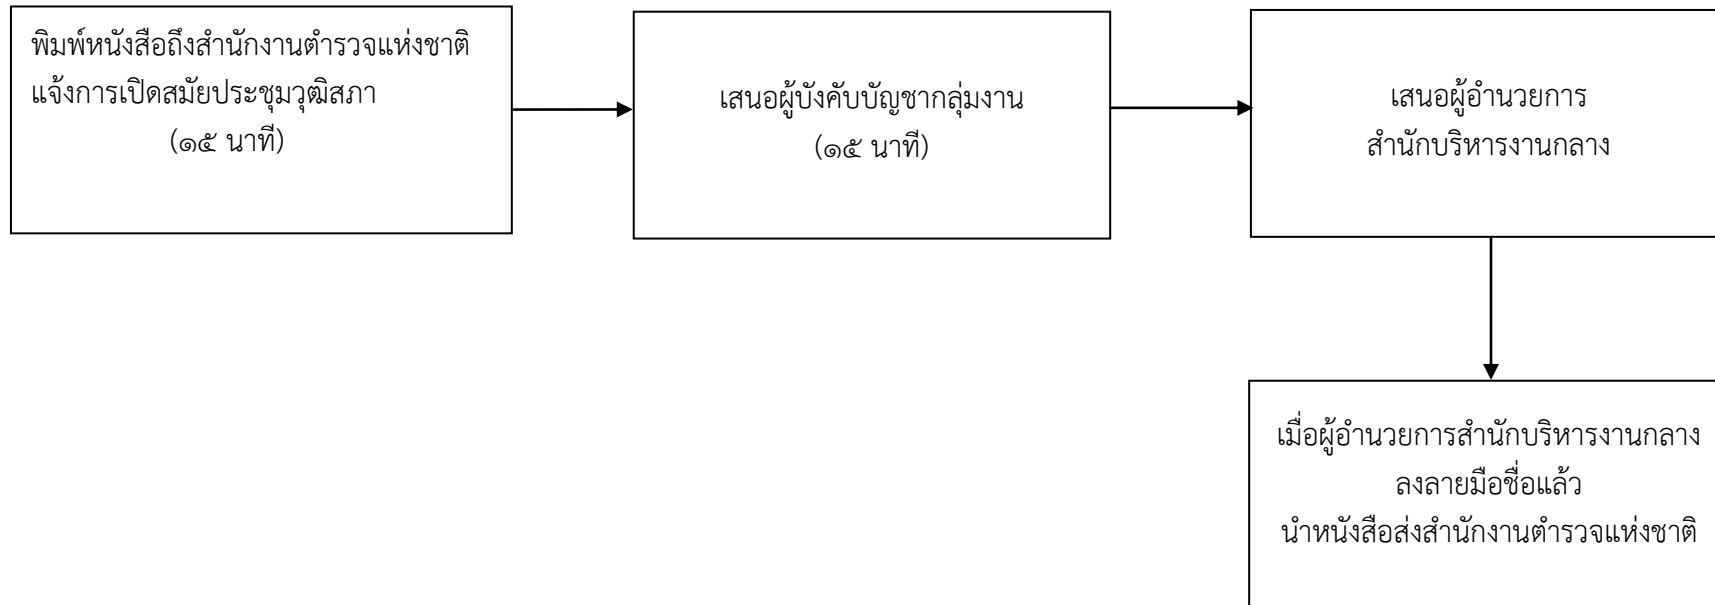 พิมพ์หนังสือถึงสำนักงานตำรวจแห่งชาติ
แจ้งการเปิดสมัยประชุมวุฒิสภา
(๑๕ นาที)
เสนอผู้บังคับบัญชากลุ่มงาน
(๑๕ นาที)
เสนอผู้อำนวยการ
สำนักบริหารงานกลาง
เมื่อผู้อำนวยการสำนักบริหารงานกลาง
ลงลายมือชื่อแล้ว
นำหนังสือส่งสำนักงานตำรวจแห่งชาติ